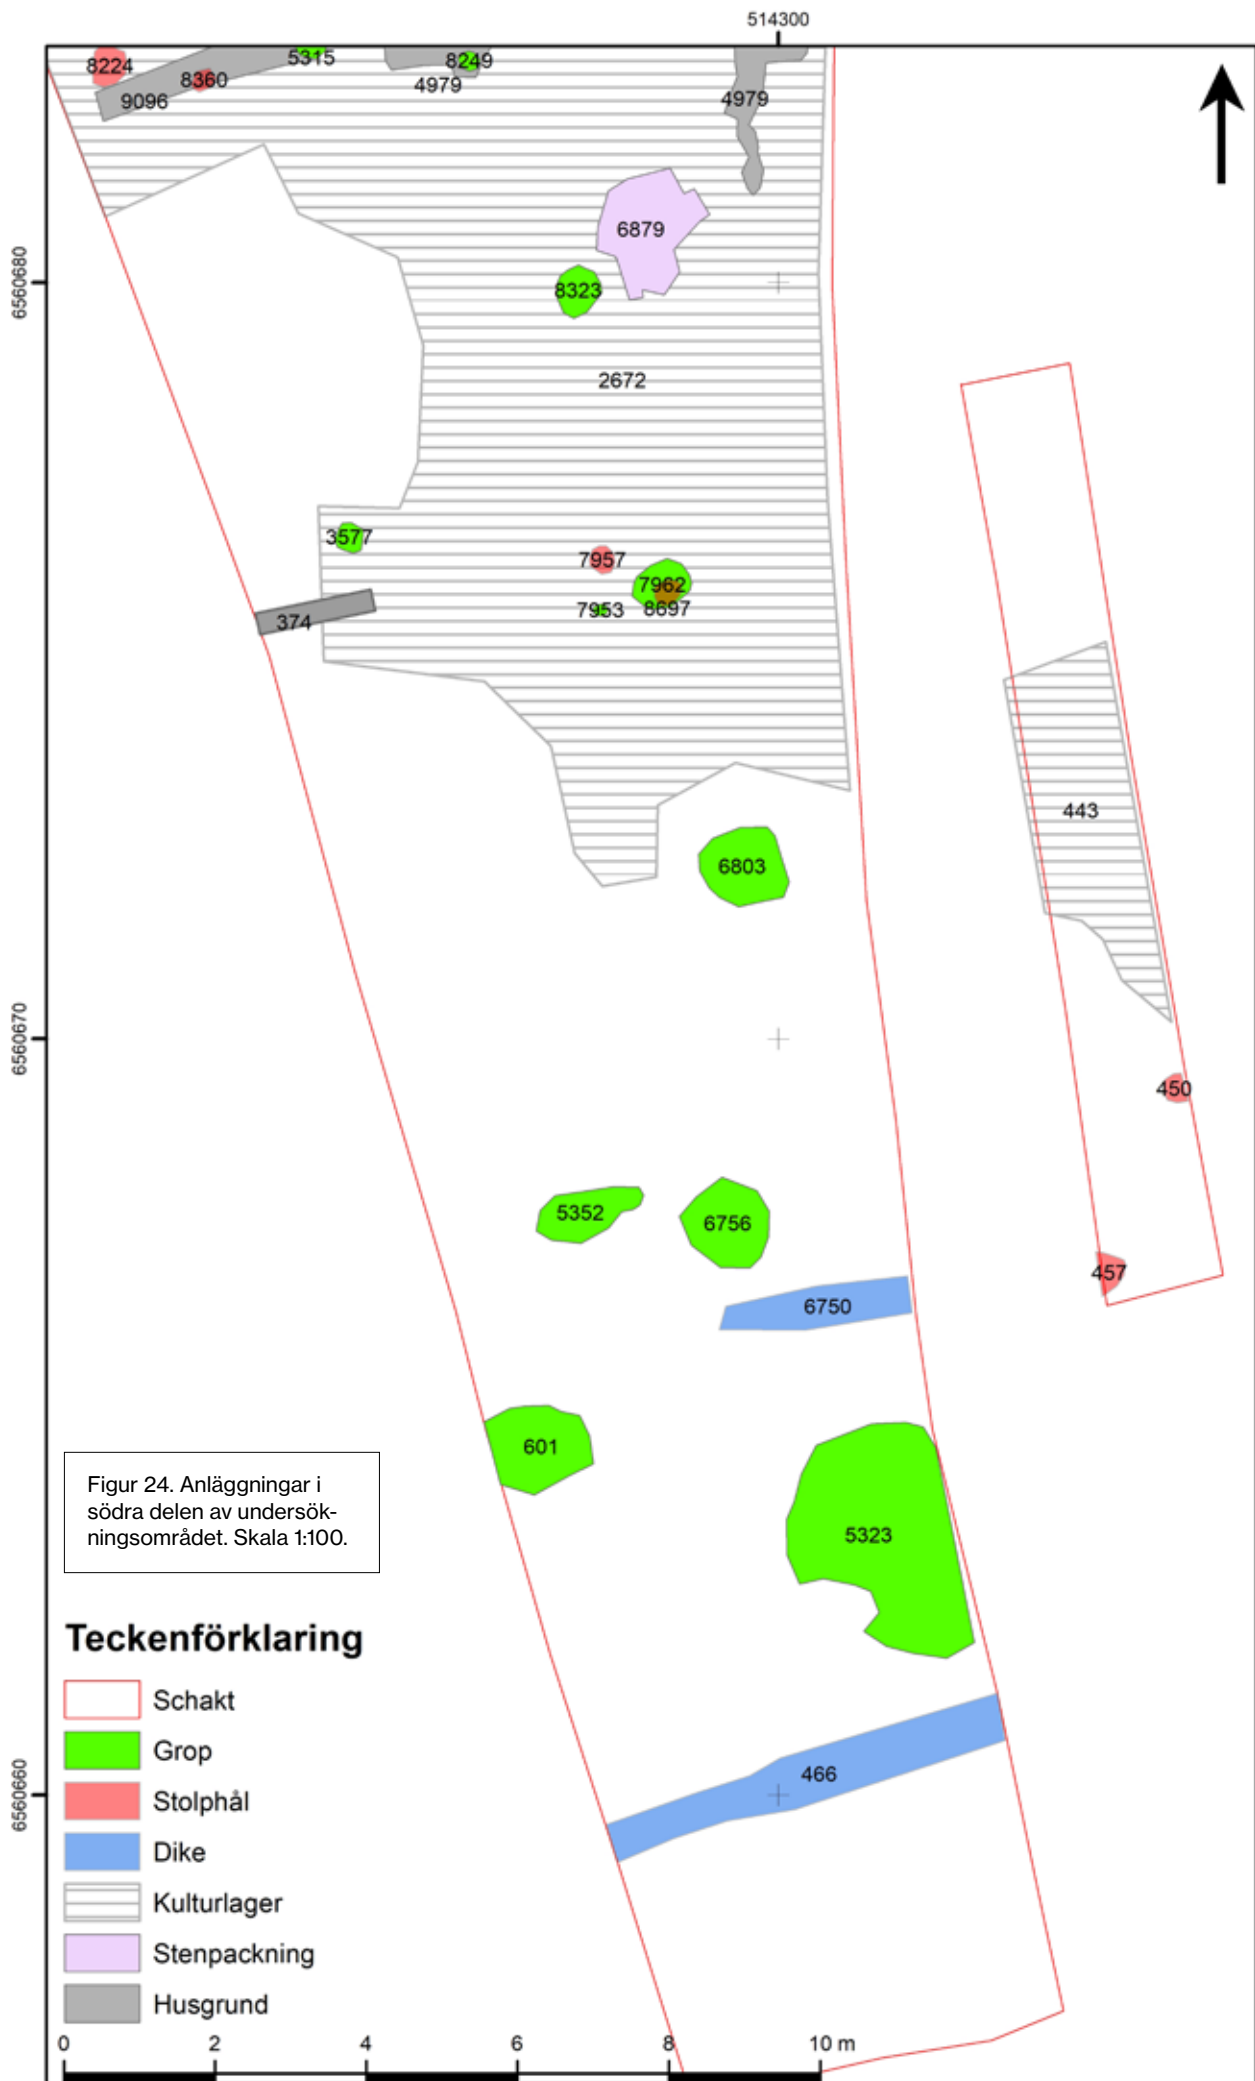 514300
8224
5315
8249
8360
4979
9096
4979
6879
6560680
8323
2672
3577
7957
7962
7953
8697
374
443
6803
6560670
450
5352
6756
457
6750
601
5323
Figur 24. Anläggningar i
södra delen av undersök-
ningsområdet. Skala 1:100.
Teckenförklaring
Schakt
Grop
466
6560660
Stolphål
Dike
Kulturlager
Stenpackning
Husgrund
0 2 4 6 8 10 m